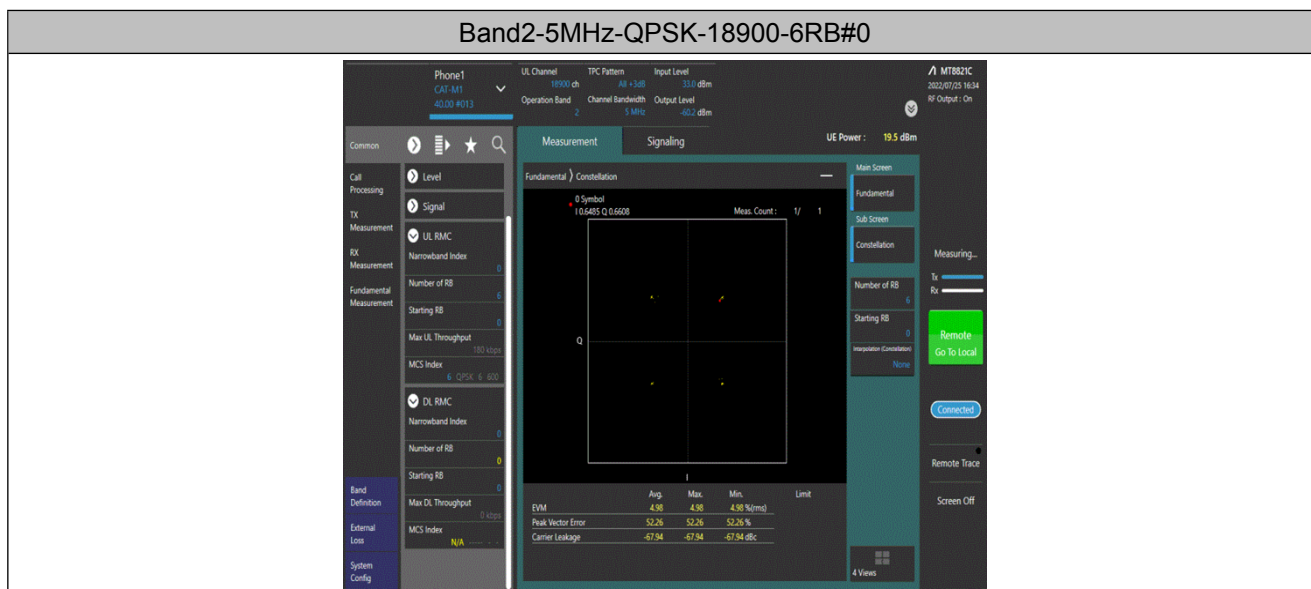 Band2-5MHz-QPSK-18900-6RB#0
Phone1
CAT-M1
40.00 #013
UL Channel
18900 ch
TPC Pattern
All +3dB
Input Level
33.0 dBm
Operation Band
2
Channel Bandwidth
5 MHz
Output Level
-60.2 dBm
MT8821C
2022/07/25 16:34
RF Output : On
Common
Call
Processing
TX
Measurement
RX
Measurement
Fundamental
Measurement
Band
Definition
External
Loss
System
Config
Level
Signal
UL RMC
Narrowband Index
0
Number of RB
6
Starting RB
0
Max UL Throughput
180 kbps
MCS Index
6 QPSK 6 600
DL RMC
Narrowband Index
0
Number of RB
0
Starting RB
0
Max DL Throughput
0 kbps
MCS Index
N/A ---- - -
Measurement
Signaling
UE Power : 19.5 dBm
Fundamental ⟩ Constellation
0 Symbol
I 0.6485 Q 0.6608
Meas. Count : 1/ 1
Q
I
Avg. Max. Min. Limit
EVM 4.98 4.98 4.98 %(rms)
Peak Vector Error 52.26 52.26 52.26 %
Carrier Leakage -67.94 -67.94 -67.94 dBc
Main Screen
Fundamental
Sub Screen
Constellation
Number of RB
6
Starting RB
0
Interpolation (Constellation)
None
4 Views
Measuring...
Tx
Rx
Remote
Go To Local
Connected
Remote Trace
Screen Off